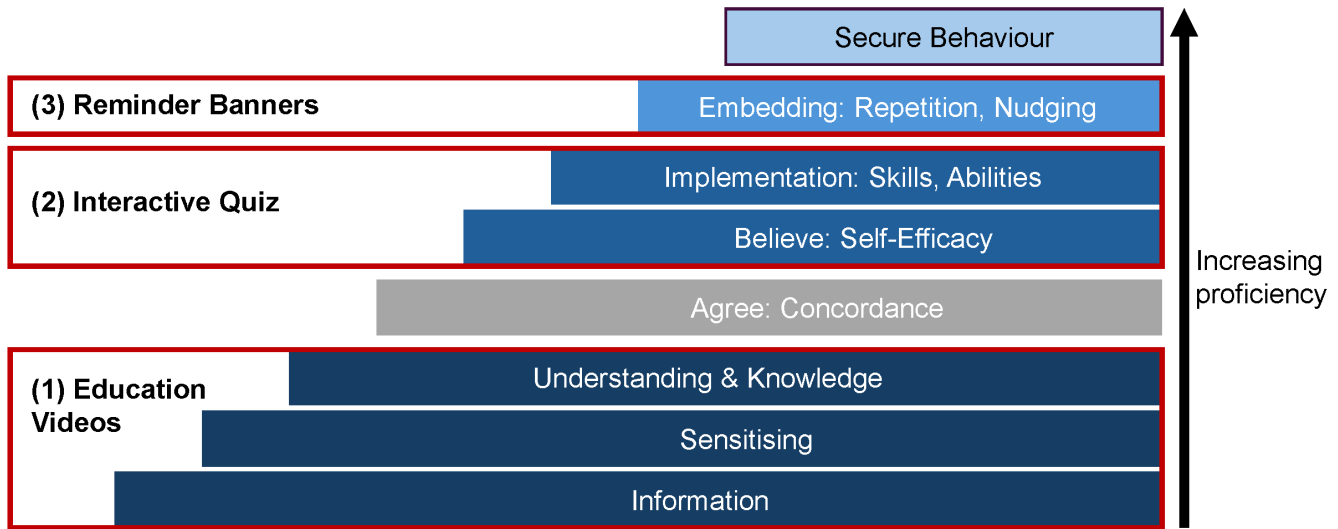 Secure Behaviour
(3) Reminder Banners
Embedding: Repetition, Nudging
(2) Interactive Quiz
Implementation: Skills, Abilities
Believe: Self-Efficacy
Increasing
proficiency
Agree: Concordance
(1) Education
Videos
Understanding & Knowledge
Sensitising
Information